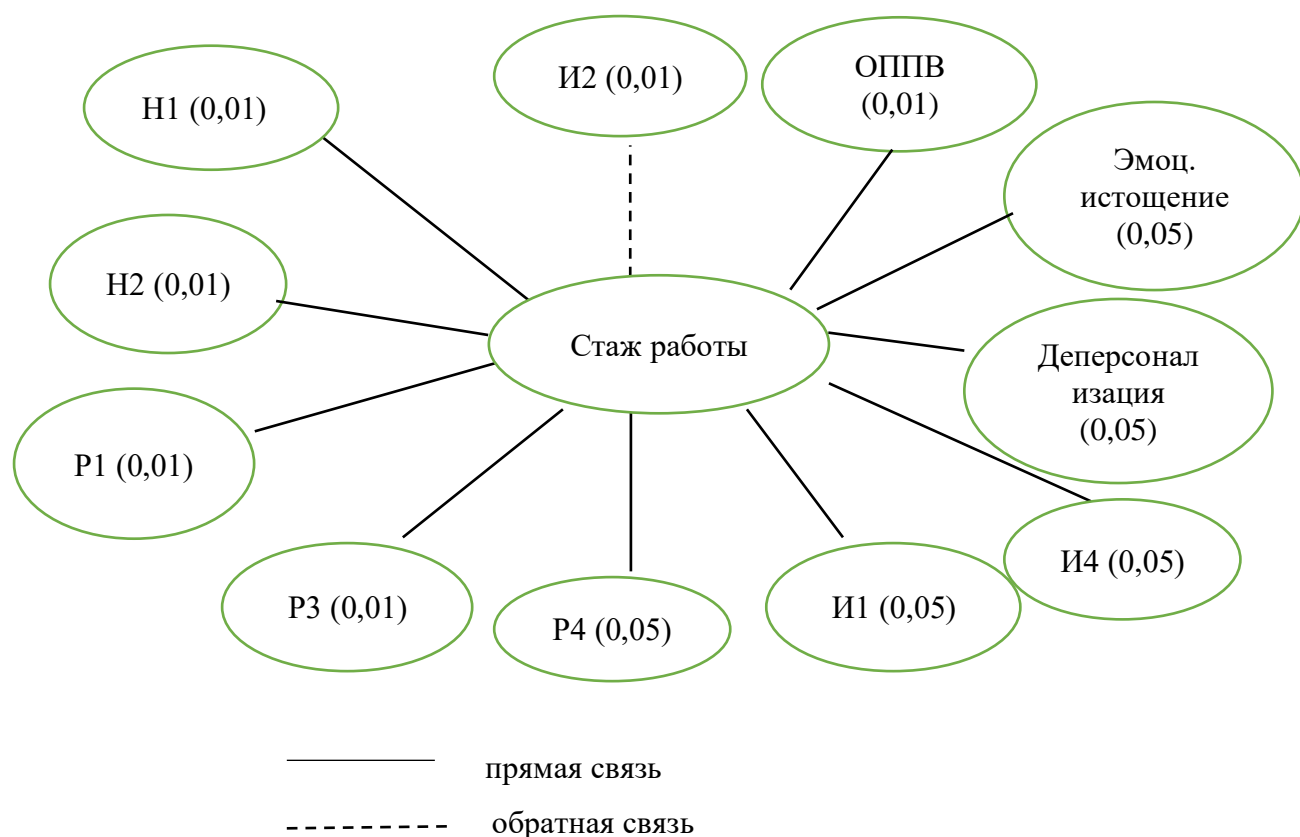 И2 (0,01)
ОППВ
(0,01)
Н1 (0,01)
Эмоц.
истощение
(0,05)
Н2 (0,01)
Стаж работы
Деперсонал
изация
(0,05)
Р1 (0,01)
И4 (0,05)
Р3 (0,01)
Р4 (0,05)
И1 (0,05)
прямая связь
обратная связь